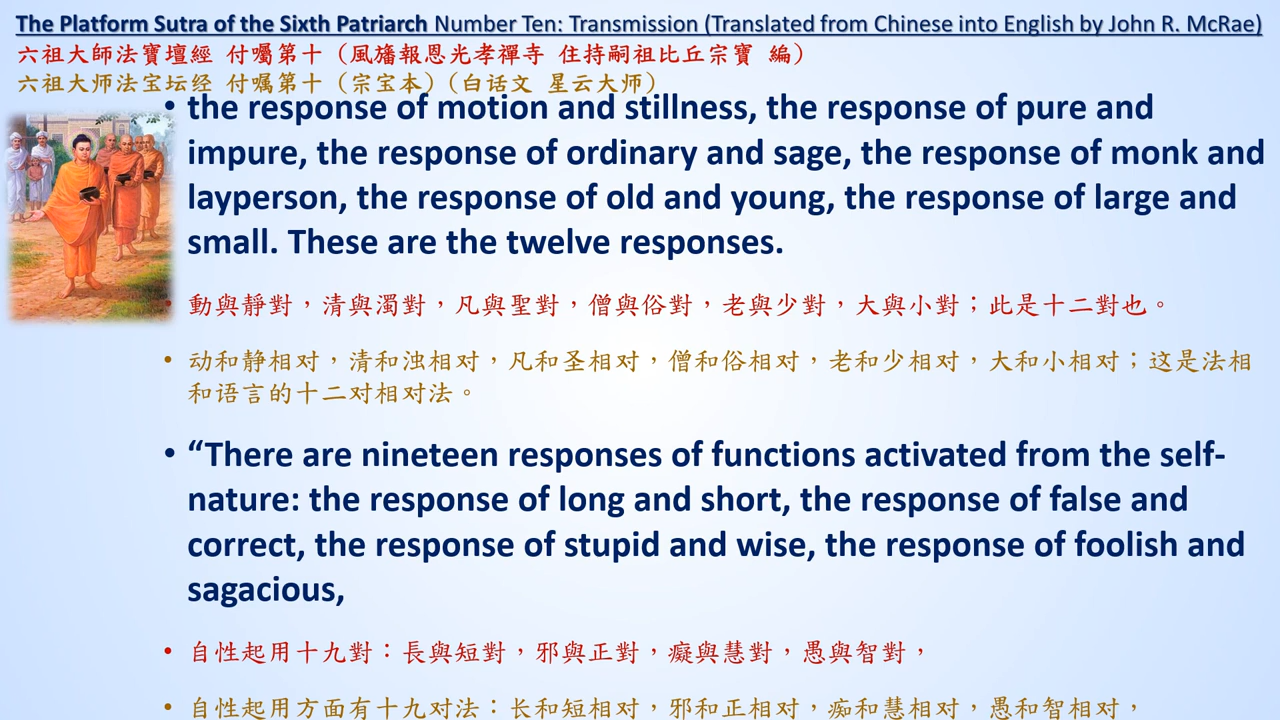 The Platform Sutra of the Sixth Patriarch Number Ten: Transmission (Translated from Chinese into English by John R. McRae)
六祖大師法寶壇經 付囑第十 (風旛報恩光孝禪寺 住持嗣祖比丘宗寶 編)
六祖大师法宝坛经 付嘱第十 (宗宝本) (白话文 星云大师)
• the response of motion and stillness, the response of pure and
impure, the response of ordinary and sage, the response of monk and
layperson, the response of old and young, the response of large and
small. These are the twelve responses.
• 動與靜對，清與濁對，凡與聖對，僧與俗對，老與少對，大與小對；此是十二對也。
• 动和静相对，清和浊相对，凡和圣相对，僧和俗相对，老和少相对，大和小相对；这是法相
和语言的十二对相对法。
• “There are nineteen responses of functions activated from the self-
nature: the response of long and short, the response of false and
correct, the response of stupid and wise, the response of foolish and
sagacious,
• 自性起用十九對：長與短對，邪與正對，癡與慧對，愚與智對，
• 自性起用方面有十九对法：长和短相对，邪和正相对，痴和慧相对，愚和智相对，